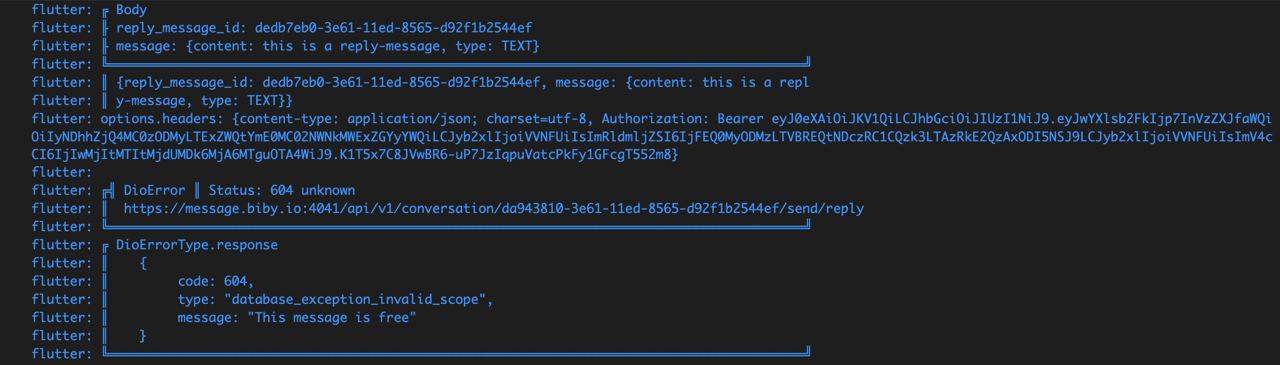 flutter: ╔ Body
flutter: ╟ reply_message_id: dedb7eb0-3e61-11ed-8565-d92f1b2544ef
flutter: ╟ message: {content: this is a reply-message, type: TEXT}
flutter: ╚══════════════════════════════════════════════════════════════════════════════════════════╝
flutter: ║ {reply_message_id: dedb7eb0-3e61-11ed-8565-d92f1b2544ef, message: {content: this is a repl
flutter: ║ y-message, type: TEXT}}
flutter: options.headers: {content-type: application/json; charset=utf-8, Authorization: Bearer eyJ0eXAiOiJKV1QiLCJhbGciOiJIUzI1NiJ9.eyJwYXlsb2FkIjp7InVzZXJfaWQi
OiIyNDhhZjQ4MC0zODMyLTExZWQtYmE0MC02NWNkMWExZGYyYWQiLCJyb2xlIjoiVVNFUiIsImRldmljZSI6IjFEQ0MyODMzLTVBREQtNDczRC1CQzk3LTAzRkE2QzAxODI5NSJ9LCJyb2xlIjoiVVNFUiIsImV4c
CI6IjIwMjItMTItMjdUMDk6MjA6MTguOTA4WiJ9.K1T5x7C8JVwBR6-uP7JzIqpuVatcPkFy1GFcgT552m8}
flutter:
flutter: ╔╣ DioError ║ Status: 604 unknown
flutter: ║  https://message.biby.io:4041/api/v1/conversation/da943810-3e61-11ed-8565-d92f1b2544ef/send/reply
flutter: ╚══════════════════════════════════════════════════════════════════════════════════════════╝
flutter: ╔ DioErrorType.response
flutter: ║    {
flutter: ║         code: 604,
flutter: ║         type: "database_exception_invalid_scope",
flutter: ║         message: "This message is free"
flutter: ║    }
flutter: ╚══════════════════════════════════════════════════════════════════════════════════════════╝